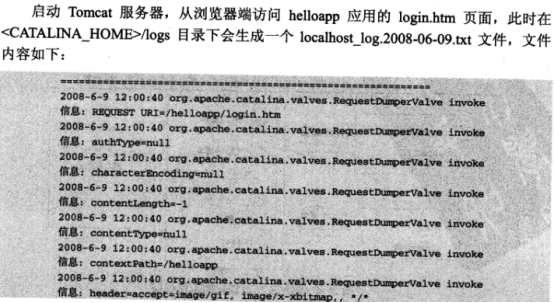 启动 Tomcat 服务器，从浏览器端访问 helloapp 应用的 login.htm 页面，此时在
<CATALINA_HOME>/logs 目录下会生成一个 localhost_log.2008-06-09.txt 文件，文件
内容如下：
==================================================================
2008-6-9 12:00:40 org.apache.catalina.valves.RequestDumperValve invoke
信息: REQUEST URI=/helloapp/login.htm
2008-6-9 12:00:40 org.apache.catalina.valves.RequestDumperValve invoke
信息: authType=null
2008-6-9 12:00:40 org.apache.catalina.valves.RequestDumperValve invoke
信息: characterEncoding=null
2008-6-9 12:00:40 org.apache.catalina.valves.RequestDumperValve invoke
信息: contentLength=-1
2008-6-9 12:00:40 org.apache.catalina.valves.RequestDumperValve invoke
信息: contentType=null
2008-6-9 12:00:40 org.apache.catalina.valves.RequestDumperValve invoke
信息: contextPath=/helloapp
2008-6-9 12:00:40 org.apache.catalina.valves.RequestDumperValve invoke
信息: header=accept=image/gif, image/x-xbitmap,, */*